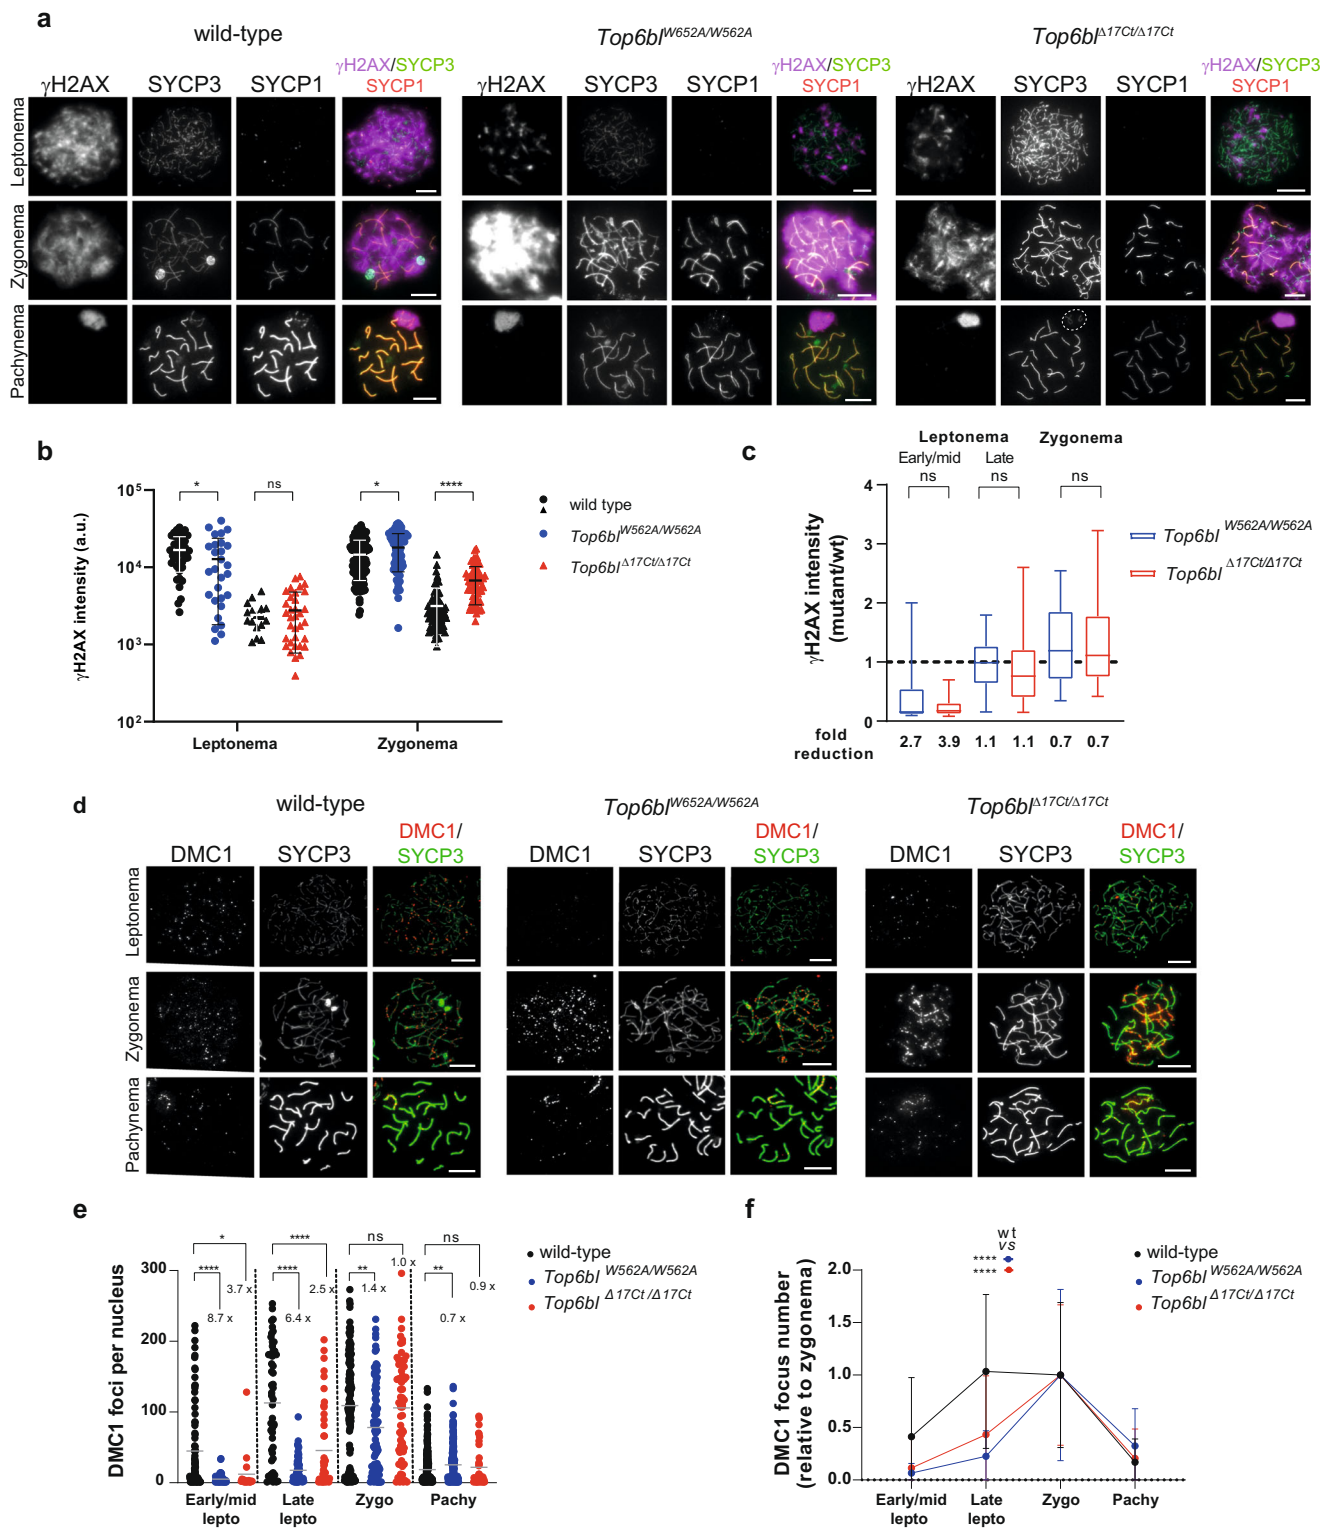 a
wild-type
Top6bl W652A/W562A
Top6bl Δ17Ct/Δ17Ct
γH2AX SYCP3 SYCP1 γH2AX/SYCP3 SYCP1
γH2AX SYCP3 SYCP1 γH2AX/SYCP3 SYCP1
γH2AX SYCP3 SYCP1 γH2AX/SYCP3 SYCP1
Leptonema
Zygonema
Pachynema
b
γH2AX intensity (a.u.)
10^5
10^4
10^3
10^2
* ns * ****
Leptonema Zygonema
wild type
Top6bl W562A/W562A
Top6bl Δ17Ct/Δ17Ct
c
Leptonema Zygonema
Early/mid Late
ns ns ns
γH2AX intensity
(mutant/wt)
4
3
2
1
0
fold
reduction
2.7 3.9 1.1 1.1 0.7 0.7
Top6bl W562A/W562A
Top6bl Δ17Ct/Δ17Ct
d
wild-type
Top6bl W652A/W562A
Top6bl Δ17Ct/Δ17Ct
DMC1 SYCP3 DMC1/ SYCP3
DMC1 SYCP3 DMC1/ SYCP3
DMC1 SYCP3 DMC1/ SYCP3
Leptonema
Zygonema
Pachynema
e
DMC1 foci per nucleus
300
200
100
0
* **** ns ns
**** **** ** **
3.7 x 2.5 x 1.0 x 0.9 x
8.7 x 6.4 x 1.4 x 0.7 x
Early/mid lepto
Late lepto
Zygo
Pachy
wild-type
Top6bl W562A/W562A
Top6bl Δ17Ct/Δ17Ct
f
wt
vs
****
****
DMC1 focus number
(relative to zygonema)
2.0
1.5
1.0
0.5
0.0
Early/mid lepto
Late lepto
Zygo
Pachy
wild-type
Top6bl W562A/W562A
Top6bl Δ17Ct/Δ17Ct